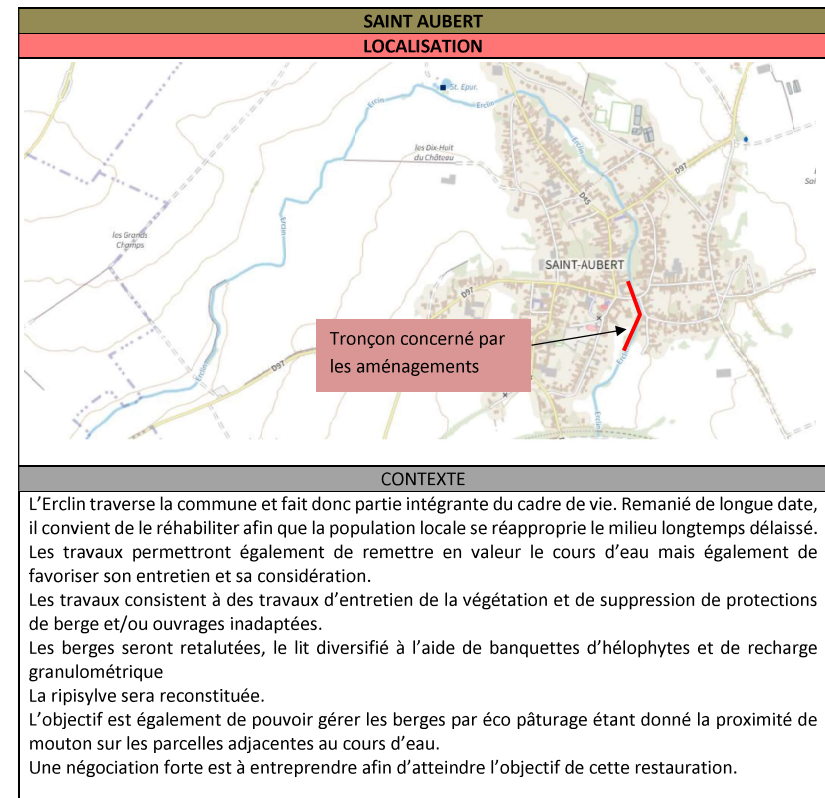 SAINT AUBERT
LOCALISATION
St. Epur.
Erclin
Erclin
les Dix-Huit
du Château
Erclin
D97
D45
Sai
Erclin
les Grands
Champs
SAINT-AUBERT
D97
Tronçon concerné par
les aménagements
Erclin
D97
Erclin
Erclin
CONTEXTE
L’Erclin traverse la commune et fait donc partie intégrante du cadre de vie. Remanié de longue date,
il convient de le réhabiliter afin que la population locale se réapproprie le milieu longtemps délaissé.
Les travaux permettront également de remettre en valeur le cours d’eau mais également de
favoriser son entretien et sa considération.
Les travaux consistent à des travaux d’entretien de la végétation et de suppression de protections
de berge et/ou ouvrages inadaptées.
Les berges seront retalutées, le lit diversifié à l’aide de banquettes d’hélophytes et de recharge
granulométrique
La ripisylve sera reconstituée.
L’objectif est également de pouvoir gérer les berges par éco pâturage étant donné la proximité de
mouton sur les parcelles adjacentes au cours d’eau.
Une négociation forte est à entreprendre afin d’atteindre l’objectif de cette restauration.